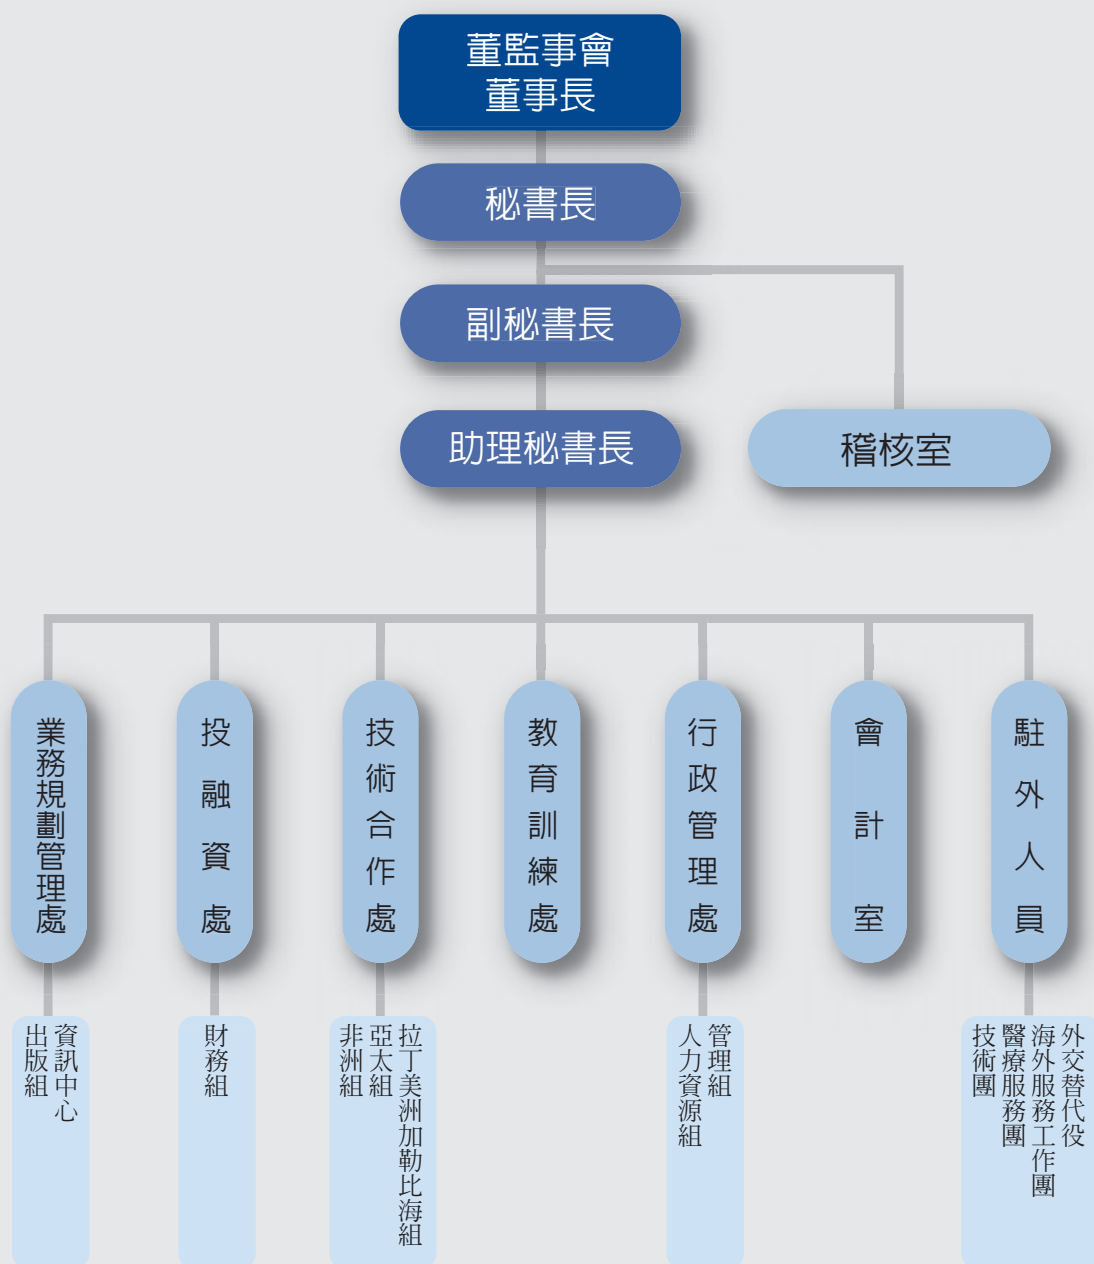 董監事會
董事長
秘書長
副秘書長
助理秘書長
稽核室
業務規劃管理處
投融資處
技術合作處
教育訓練處
行政管理處
會計室
駐外人員
資訊中心
出版組
財務組
拉丁美洲加勒比海組
亞太組
非洲組
管理組
人力資源組
外交替代役
海外服務工作團
醫療服務團
技術團